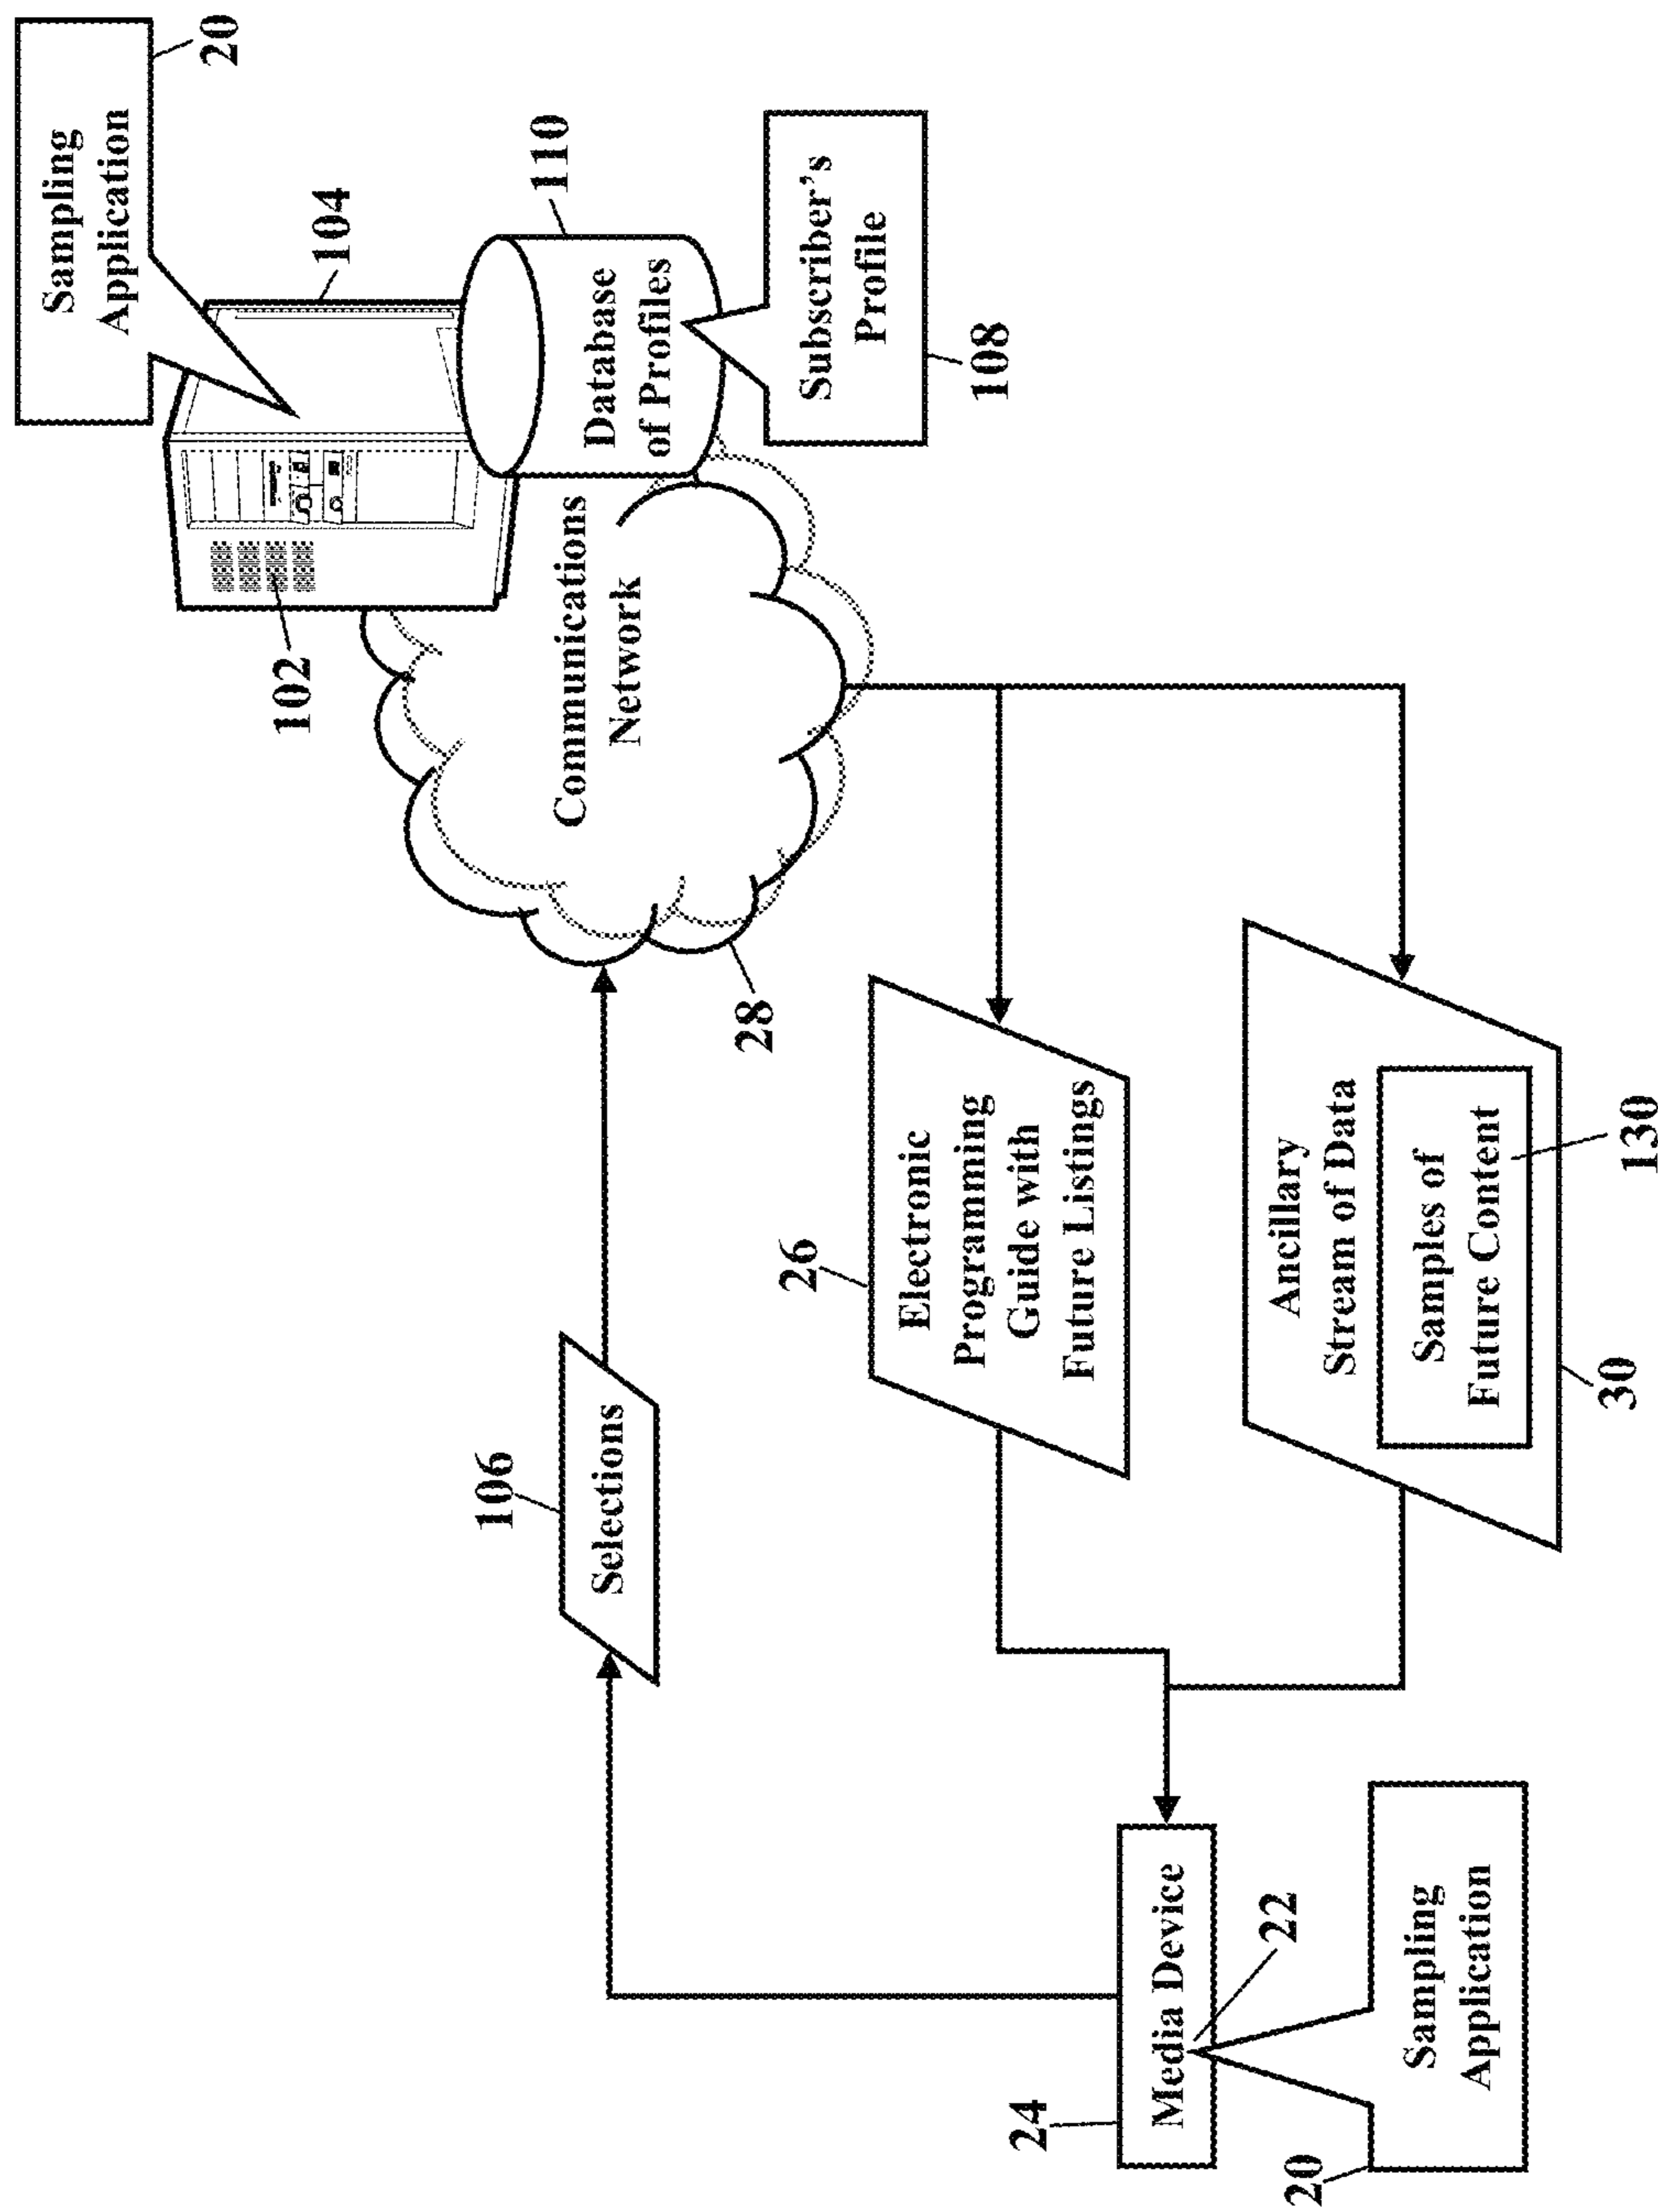 Sampling
Application
20
104
102
110
Database
of Profiles
Subscriber's
Profile
108
Communications
Network
28
106
Selections
26
Electronic
Programming
Guide with
Future Listings
Ancillary
Stream of Data
Samples of
Future Content
130
30
24
Media Device
22
Sampling
Application
20